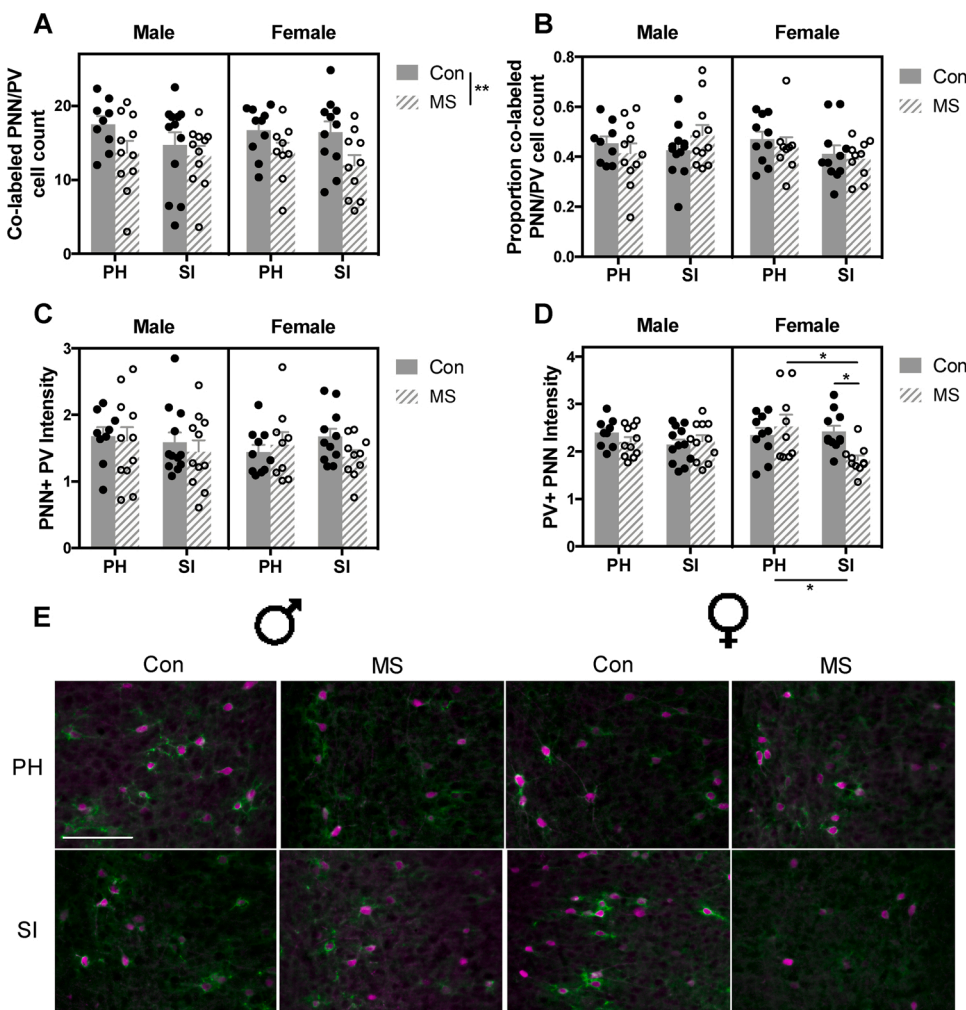 A
Male Female
Co-labeled PNN/PV
cell count
20
10
0
PH SI PH SI
Con
MS
**
B
Male Female
Proportion co-labeled
PNN/PV cell count
0.8
0.6
0.4
0.2
0.0
PH SI PH SI
Con
MS
C
Male Female
PNN+ PV Intensity
3
2
1
0
PH SI PH SI
Con
MS
D
Male Female
PV+ PNN Intensity
4
3
2
1
0
* *
PH SI PH SI
*
Con
MS
E
Con MS Con MS
PH
SI